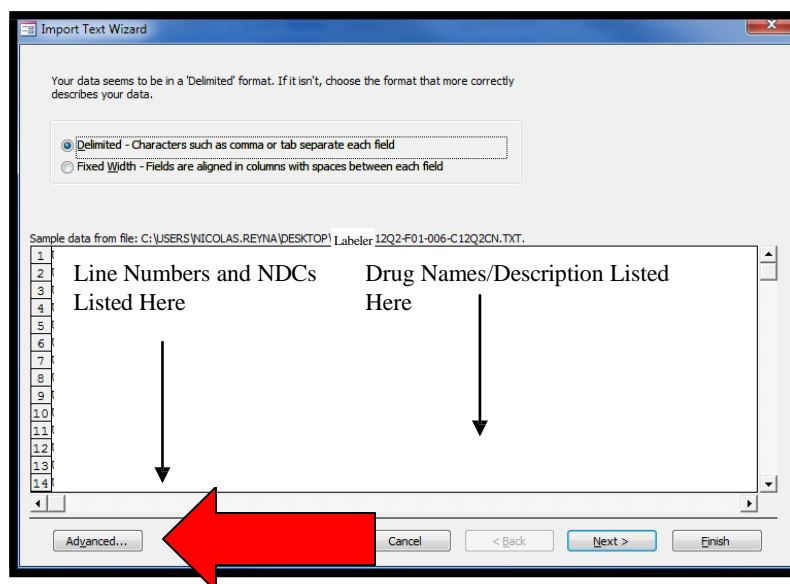 Import Text Wizard
Your data seems to be in a 'Delimited' format. If it isn't, choose the format that more correctly
describes your data.
Delimited - Characters such as comma or tab separate each field
Fixed Width - Fields are aligned in columns with spaces between each field
Sample data from file: C:\USERS\NICOLAS.REYNA\DESKTOP\ Labeler 12Q2-F01-006-C12Q2CN.TXT.
1
2
3
4
5
6
7
8
9
10
11
12
13
14
Line Numbers and NDCs
Listed Here
Drug Names/Description Listed
Here
Advanced...
Cancel
< Back
Next >
Finish